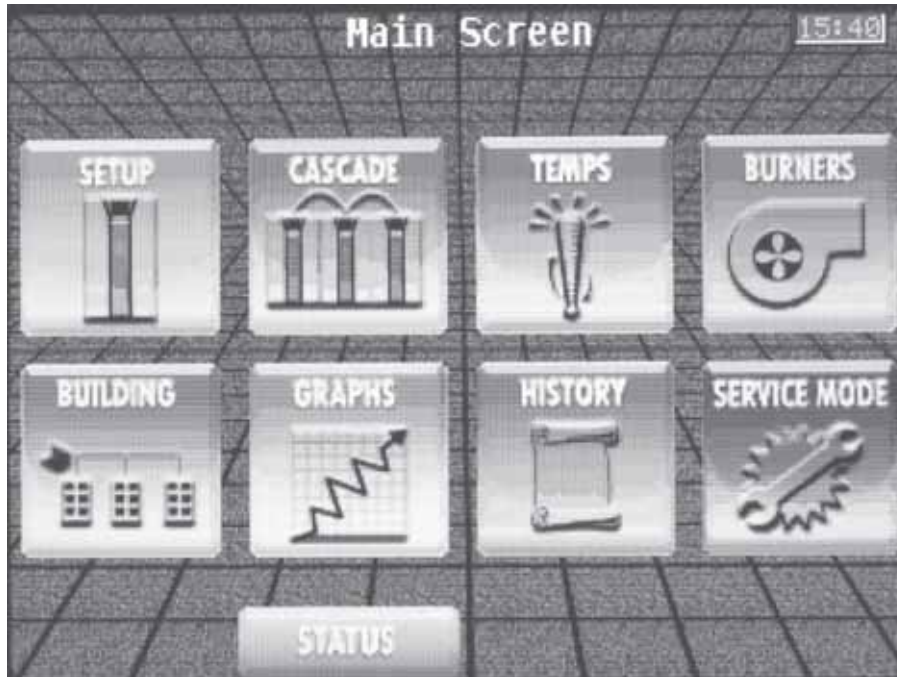 Main Screen 15:40
SETUP CASCADE TEMPS BURNERS
BUILDING GRAPHS HISTORY SERVICE MODE
STATUS